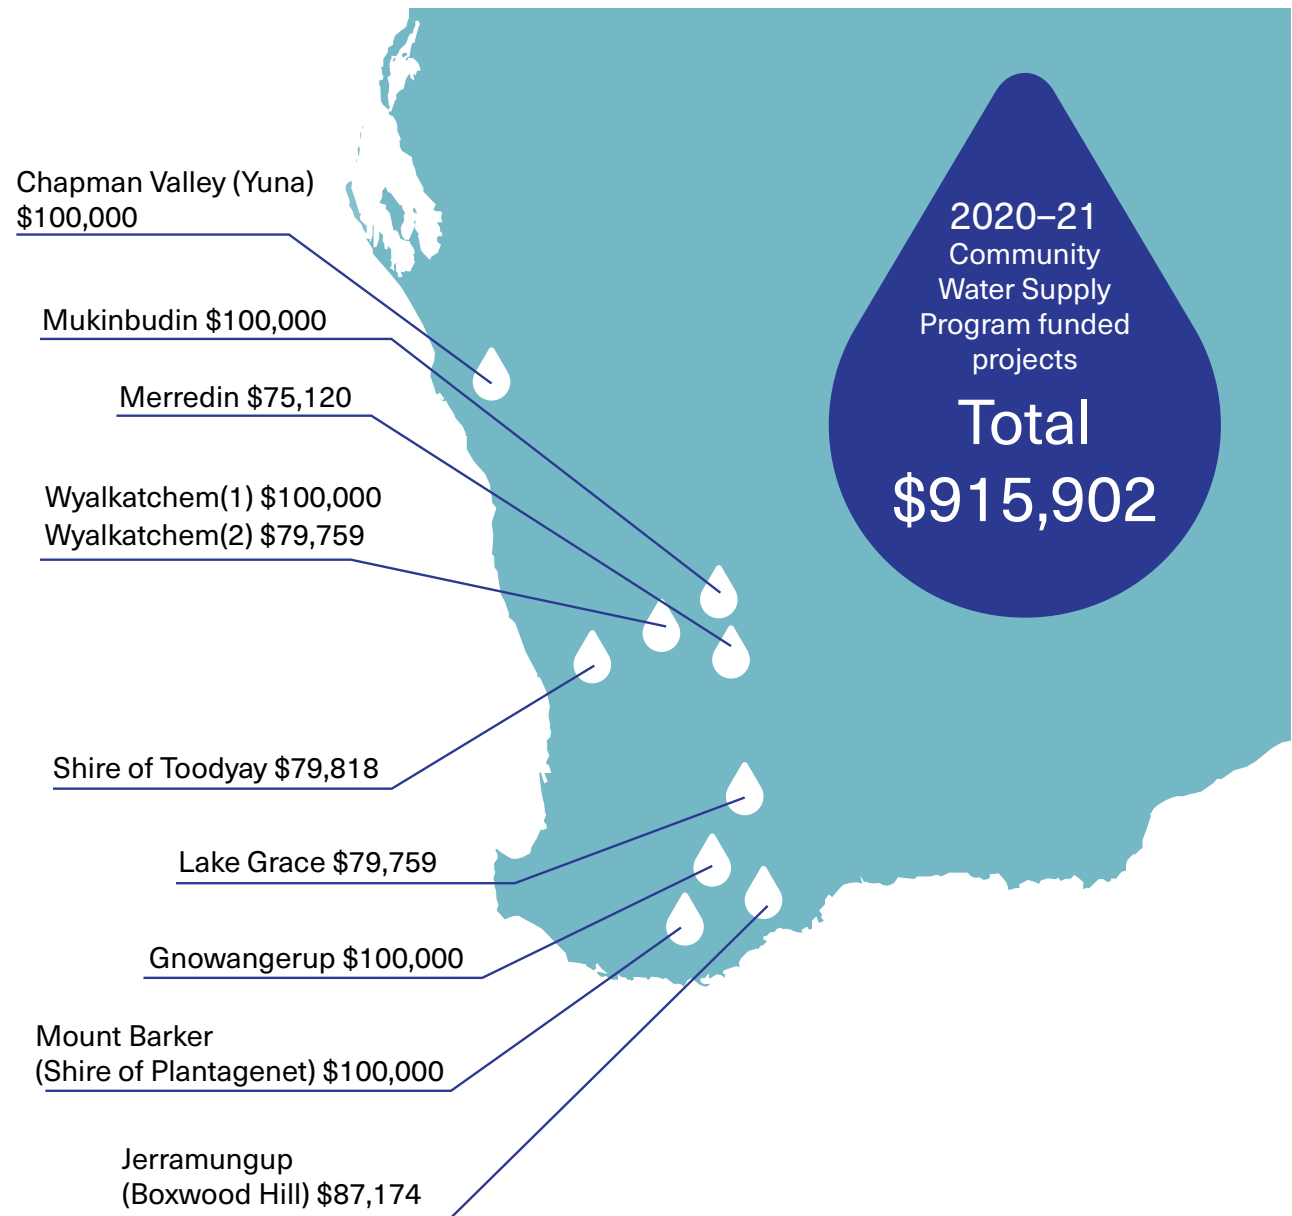 Chapman Valley (Yuna)
$100,000
Mukinbudin $100,000
Merredin $75,120
Wyalkatchem(1) $100,000
Wyalkatchem(2) $79,759
Shire of Toodyay $79,818
Lake Grace $79,759
Gnowangerup $100,000
Mount Barker
(Shire of Plantagenet) $100,000
Jerramungup
(Boxwood Hill) $87,174
2020–21
Community
Water Supply
Program funded
projects
Total
$915,902